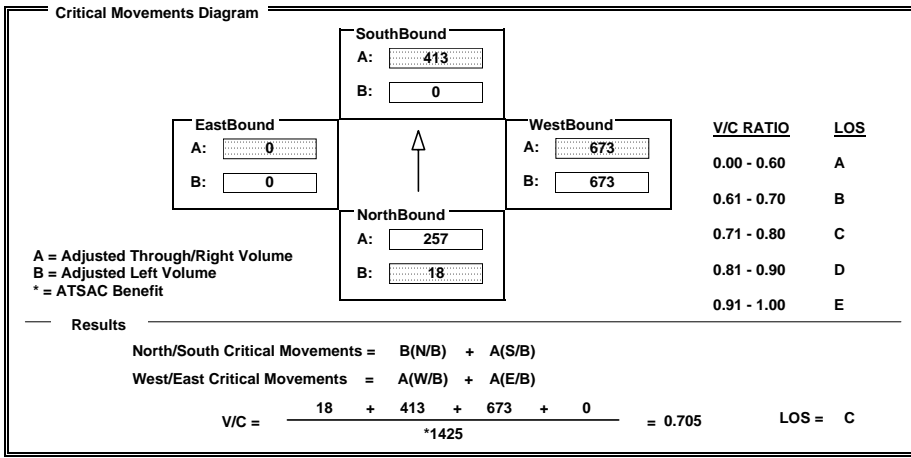 Critical Movements Diagram
SouthBound
A: 413
B: 0
EastBound
A: 0
B: 0
WestBound
A: 673
B: 673
NorthBound
A: 257
B: 18
V/C RATIO LOS
0.00 - 0.60 A
0.61 - 0.70 B
0.71 - 0.80 C
0.81 - 0.90 D
0.91 - 1.00 E
A = Adjusted Through/Right Volume
B = Adjusted Left Volume
* = ATSAC Benefit
Results
North/South Critical Movements = B(N/B) + A(S/B)
West/East Critical Movements = A(W/B) + A(E/B)
18 + 413 + 673 + 0
V/C = = 0.705 LOS = C
*1425